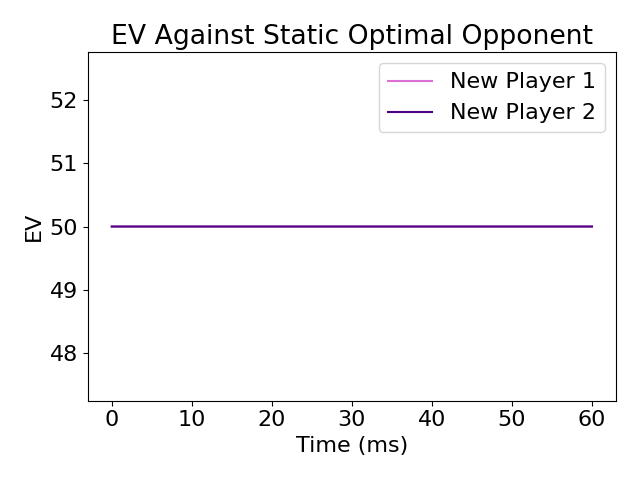 EV Against Static Optimal Opponent
New Player 1
New Player 2
52
51
50
49
48
EV
0 10 20 30 40 50 60
Time (ms)